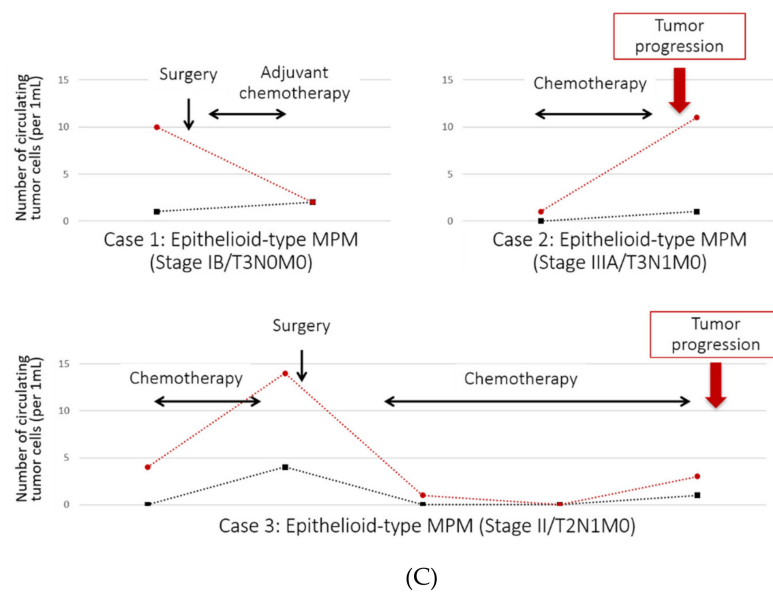 Tumor
progression
Surgery
Adjuvant
chemotherapy
Number of circulating
tumor cells (per 1mL)
15
10
5
0
Case 1: Epithelioid-type MPM
(Stage IB/T3N0M0)
Chemotherapy
15
10
5
0
Case 2: Epithelioid-type MPM
(Stage IIIA/T3N1M0)
Surgery
Tumor
progression
Chemotherapy
Chemotherapy
Number of circulating
tumor cells (per 1mL)
15
10
5
0
Case 3: Epithelioid-type MPM (Stage II/T2N1M0)
(C)